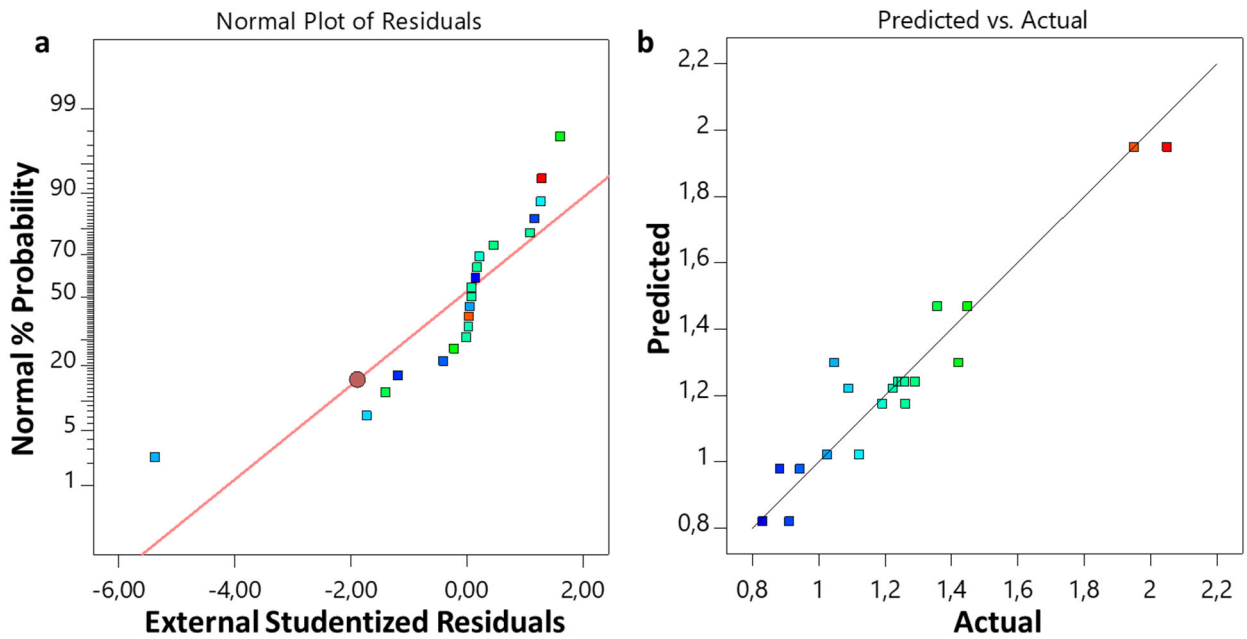 Normal Plot of Residuals
a
Normal % Probability
99
90
70
50
20
5
1
-6,00 -4,00 -2,00 0,00 2,00
External Studentized Residuals
Predicted vs. Actual
b
Predicted
2,2
2
1,8
1,6
1,4
1,2
1
0,8
0,8 1 1,2 1,4 1,6 1,8 2 2,2
Actual